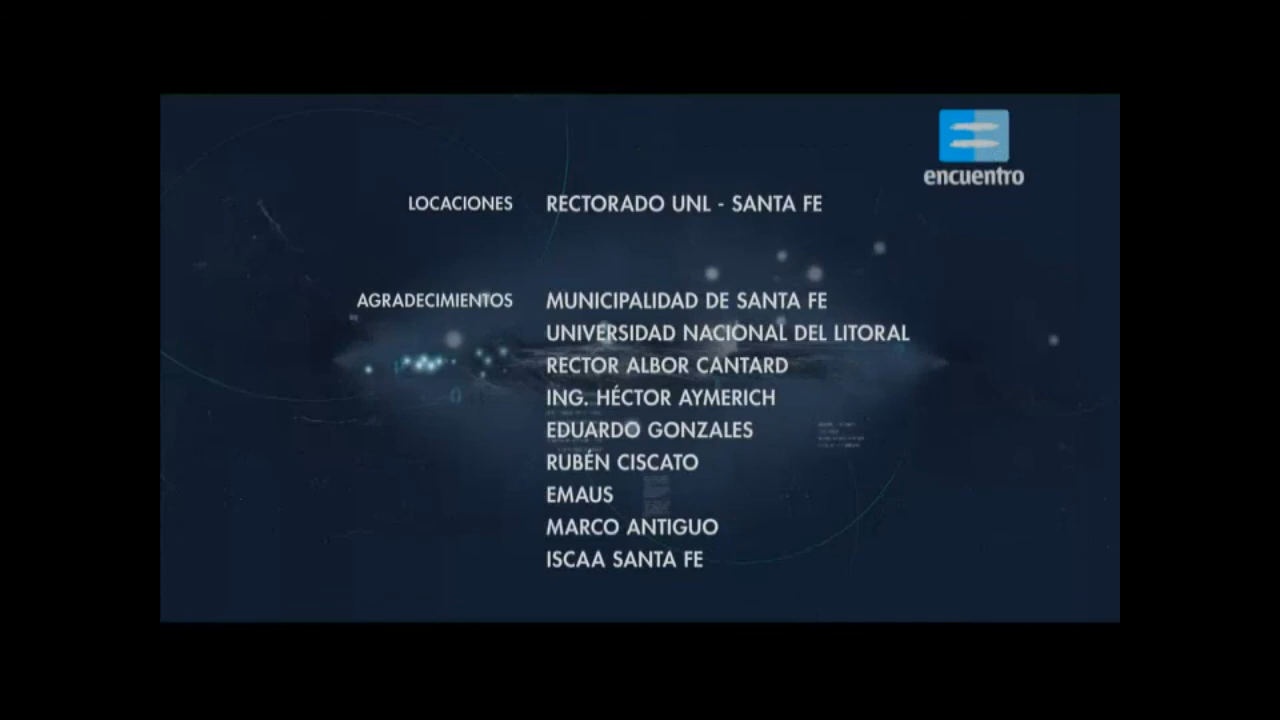 encuentro
LOCACIONES RECTORADO UNL - SANTA FE
AGRADECIMIENTOS MUNICIPALIDAD DE SANTA FE
UNIVERSIDAD NACIONAL DEL LITORAL
RECTOR ALBOR CANTARD
ING. HÉCTOR AYMERICH
EDUARDO GONZALES
RUBÉN CISCATO
EMAUS
MARCO ANTIGUO
ISCAA SANTA FE